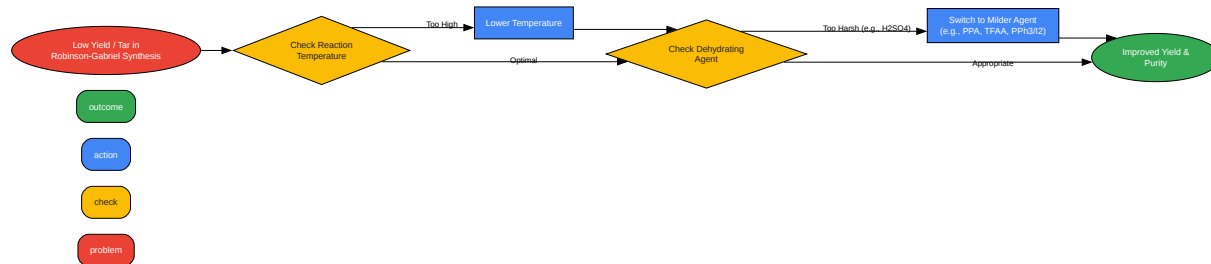 Low Yield / Tar in
Robinson-Gabriel Synthesis
Check Reaction
Temperature
Too High
Lower Temperature
Optimal
Check Dehydrating
Agent
Too Harsh (e.g., H2SO4)
Switch to Milder Agent
(e.g., PPA, TFAA, PPh3/I2)
Appropriate
Improved Yield &
Purity
outcome
action
check
problem